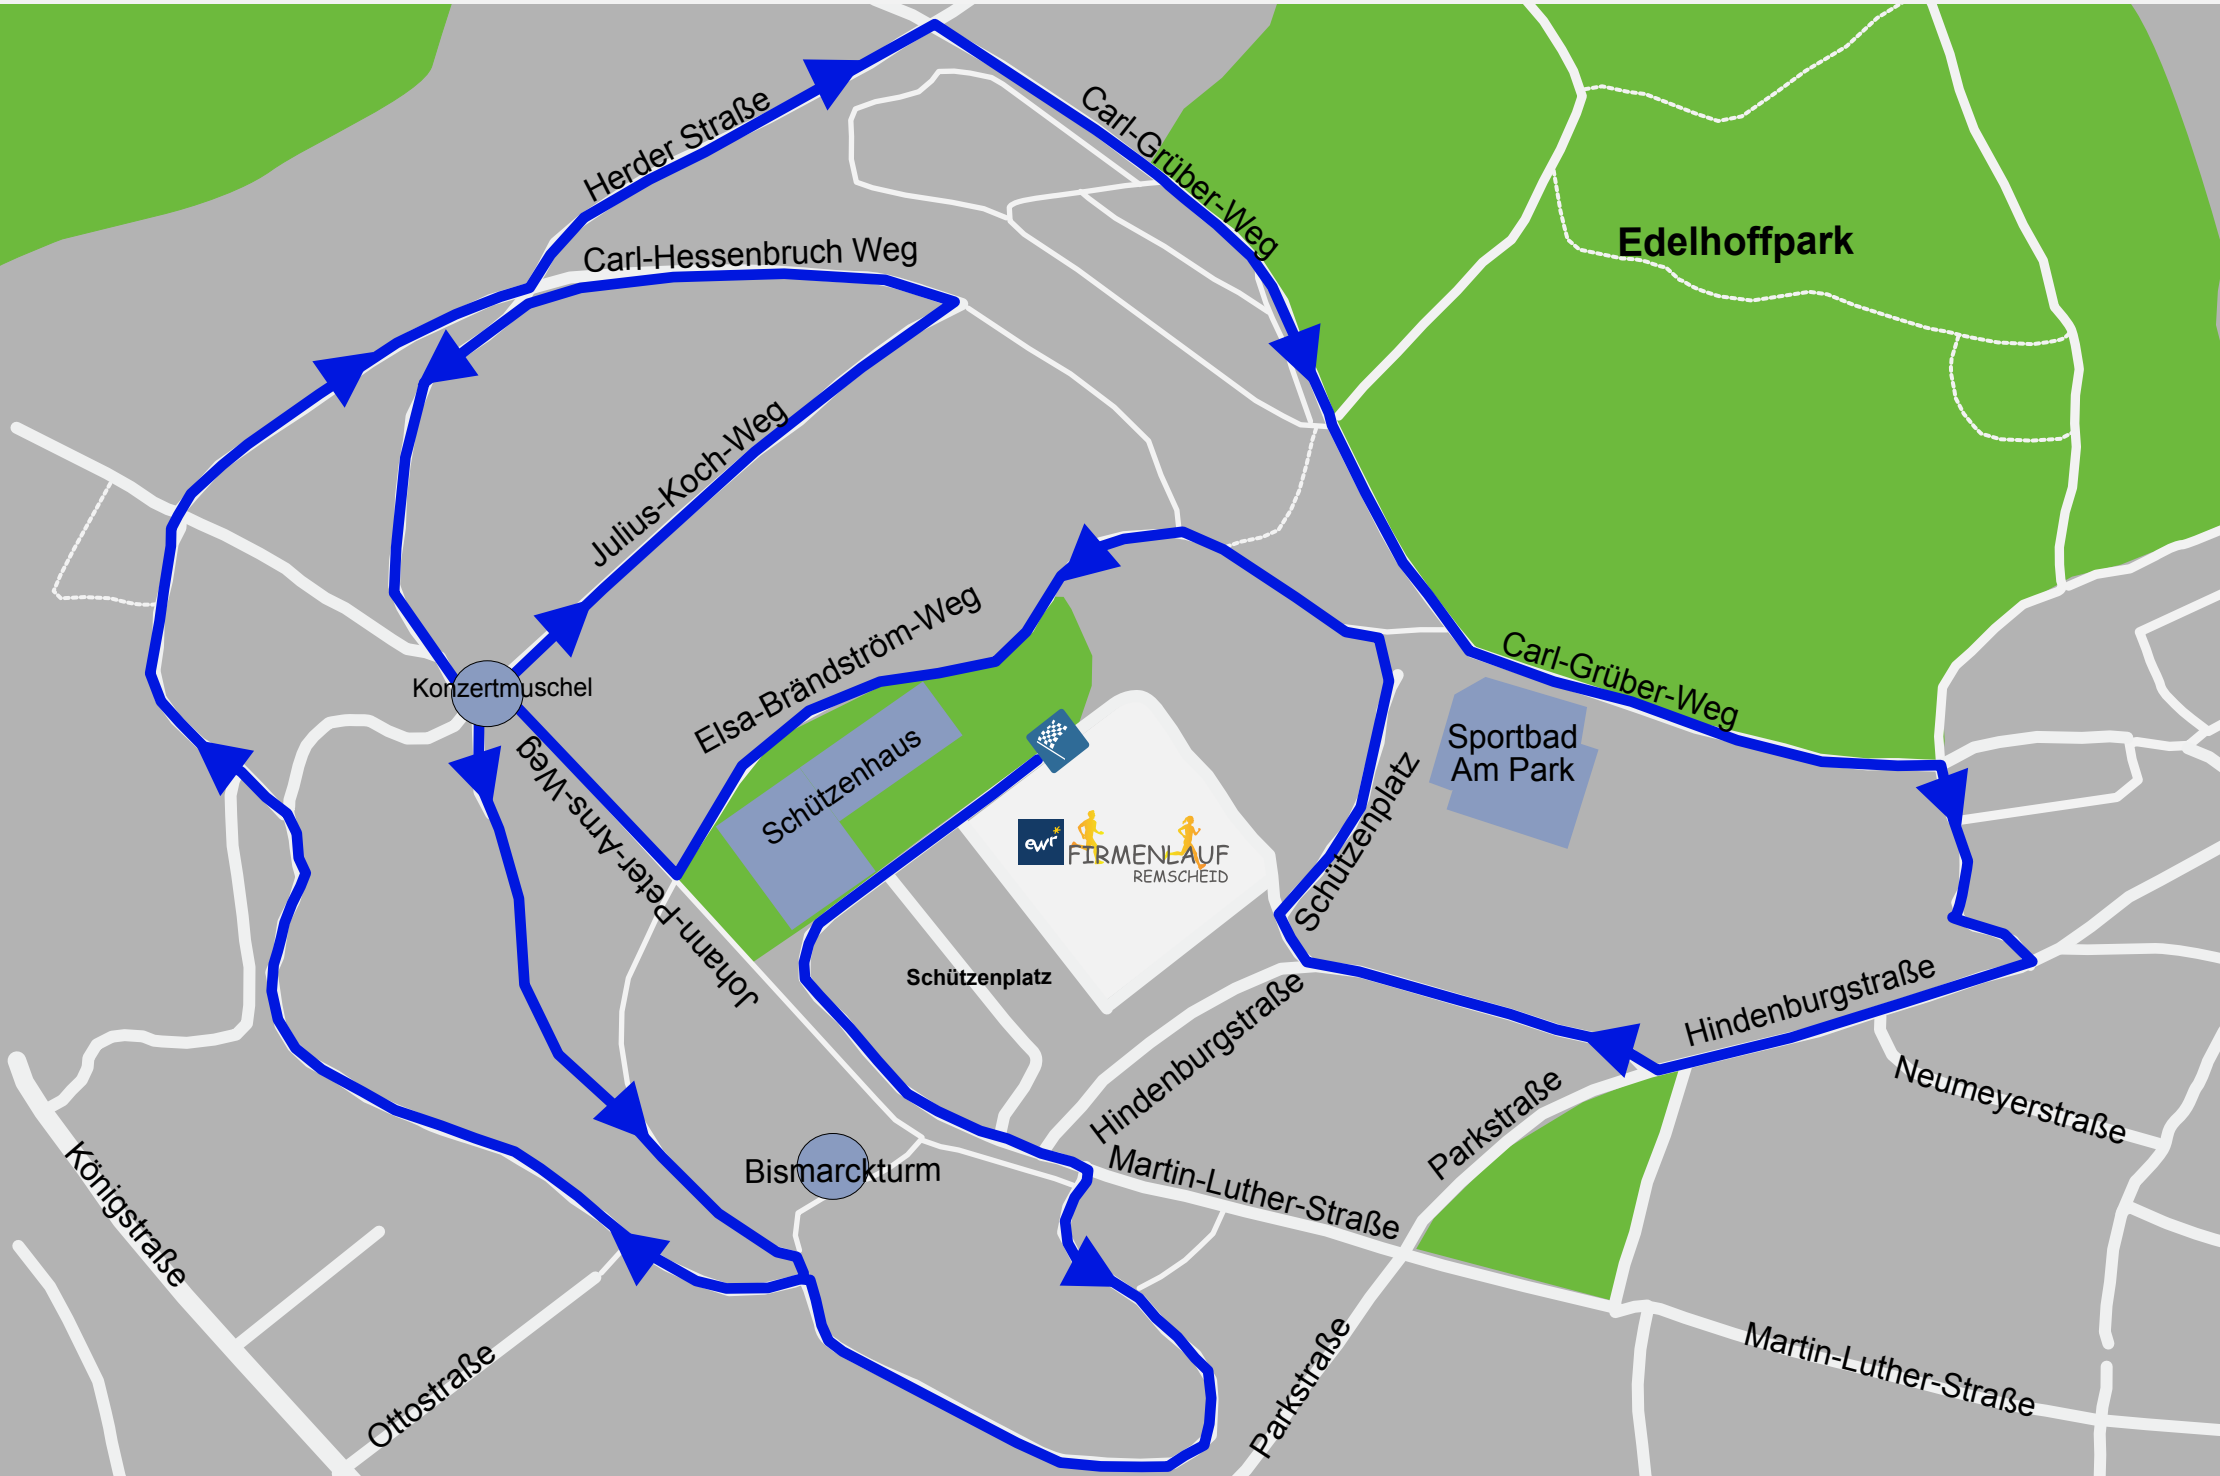 Herder Straße
Carl-Grüber-Weg
Carl-Hessenbruch Weg
Edelhoffpark
Julius-Koch-Weg
Elsa-Brändström-Weg
Konzertmuschel
Carl-Grüber-Weg
Sportbad
Am Park
Schützenhaus
Schützenplatz
Johann-Peter-Arns-Weg
ewr
FIRMENLAUF
REMSCHEID
Schützenplatz
Hindenburgstraße
Hindenburgstraße
Neumeyerstraße
Parkstraße
Bismarckturm
Martin-Luther-Straße
Königstraße
Ottostraße
Parkstraße
Martin-Luther-Straße